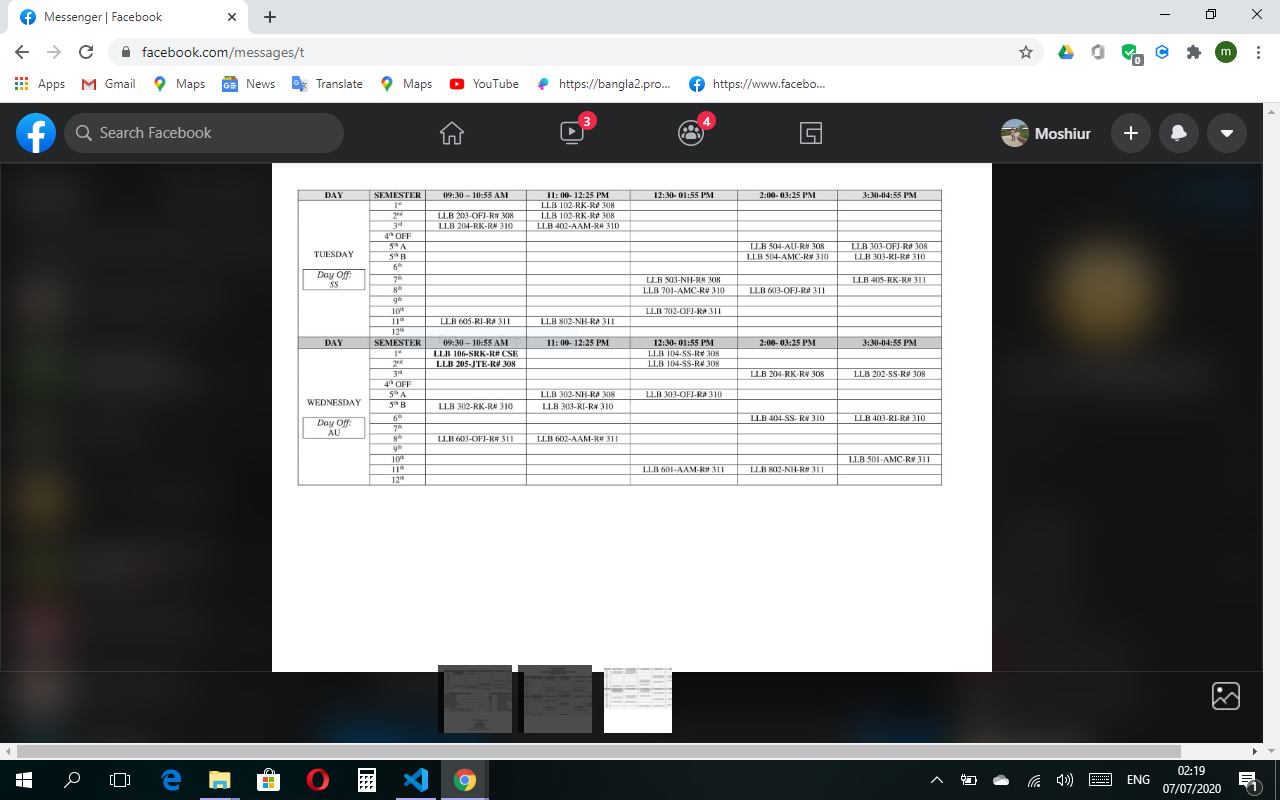 Messenger | Facebook
facebook.com/messages/t
0
m
Apps Gmail Maps News Translate Maps YouTube https://bangla2.pro... https://www.facebo...
Search Facebook
3
4
Moshiur
DAY SEMESTER 09:30 – 10:55 AM 11: 00- 12:25 PM 12:30- 01:55 PM 2:00- 03:25 PM 3:30-04:55 PM
TUESDAY
Day Off:
SS
1st LLB 102-RK-R# 308
2nd LLB 203-OFJ-R# 308 LLB 102-RK-R# 308
3rd LLB 204-RK-R# 310 LLB 402-AAM-R# 310
4th OFF
5th A LLB 504-AU-R# 308 LLB 303-OFJ-R# 308
5th B LLB 504-AMC-R# 310 LLB 303-RI-R# 310
6th
7th LLB 503-NH-R# 308 LLB 405-RK-R# 311
8th LLB 701-AMC-R# 310 LLB 603-OFJ-R# 311
9th
10th LLB 702-OFJ-R# 311
11th LLB 605-RI-R# 311 LLB 802-NH-R# 311
12th
DAY SEMESTER 09:30 – 10:55 AM 11: 00- 12:25 PM 12:30- 01:55 PM 2:00- 03:25 PM 3:30-04:55 PM
WEDNESDAY
Day Off:
AU
1st LLB 106-SRK-R# CSE LLB 104-SS-R# 308
2nd LLB 205-JTE-R# 308 LLB 104-SS-R# 308
3rd LLB 204-RK-R# 308 LLB 202-SS-R# 308
4th OFF
5th A LLB 302-NH-R# 308 LLB 303-OFJ-R# 310
5th B LLB 302-RK-R# 310 LLB 303-RI-R# 310
6th LLB 404-SS- R# 310 LLB 403-RI-R# 310
7th
8th LLB 603-OFJ-R# 311 LLB 602-AAM-R# 311
9th
10th LLB 501-AMC-R# 311
11th LLB 601-AAM-R# 311 LLB 802-NH-R# 311
12th
ENG
02:19
07/07/2020
1